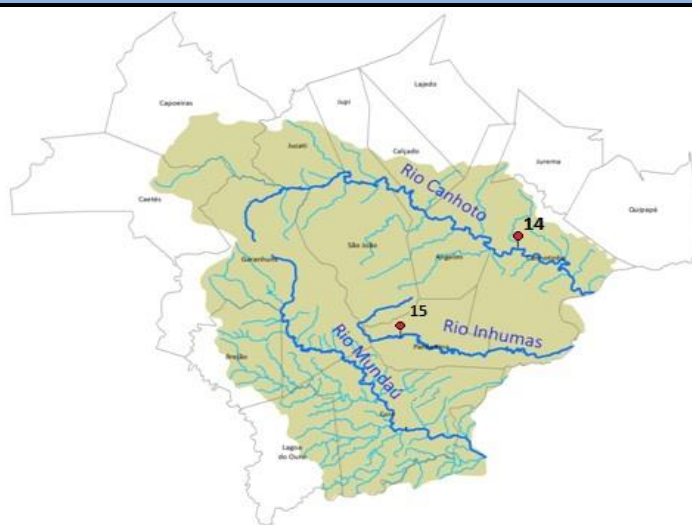 Lajedo
Capoeiras
Jupi
Calçado
Jucati
Jurema
Rio Canhoto
Caetés
Quipapá
14
São João
Angelim
Garanhuns
15
Rio Inhumas
Rio Mundaú
Brejão
Lagoa
do Ouro